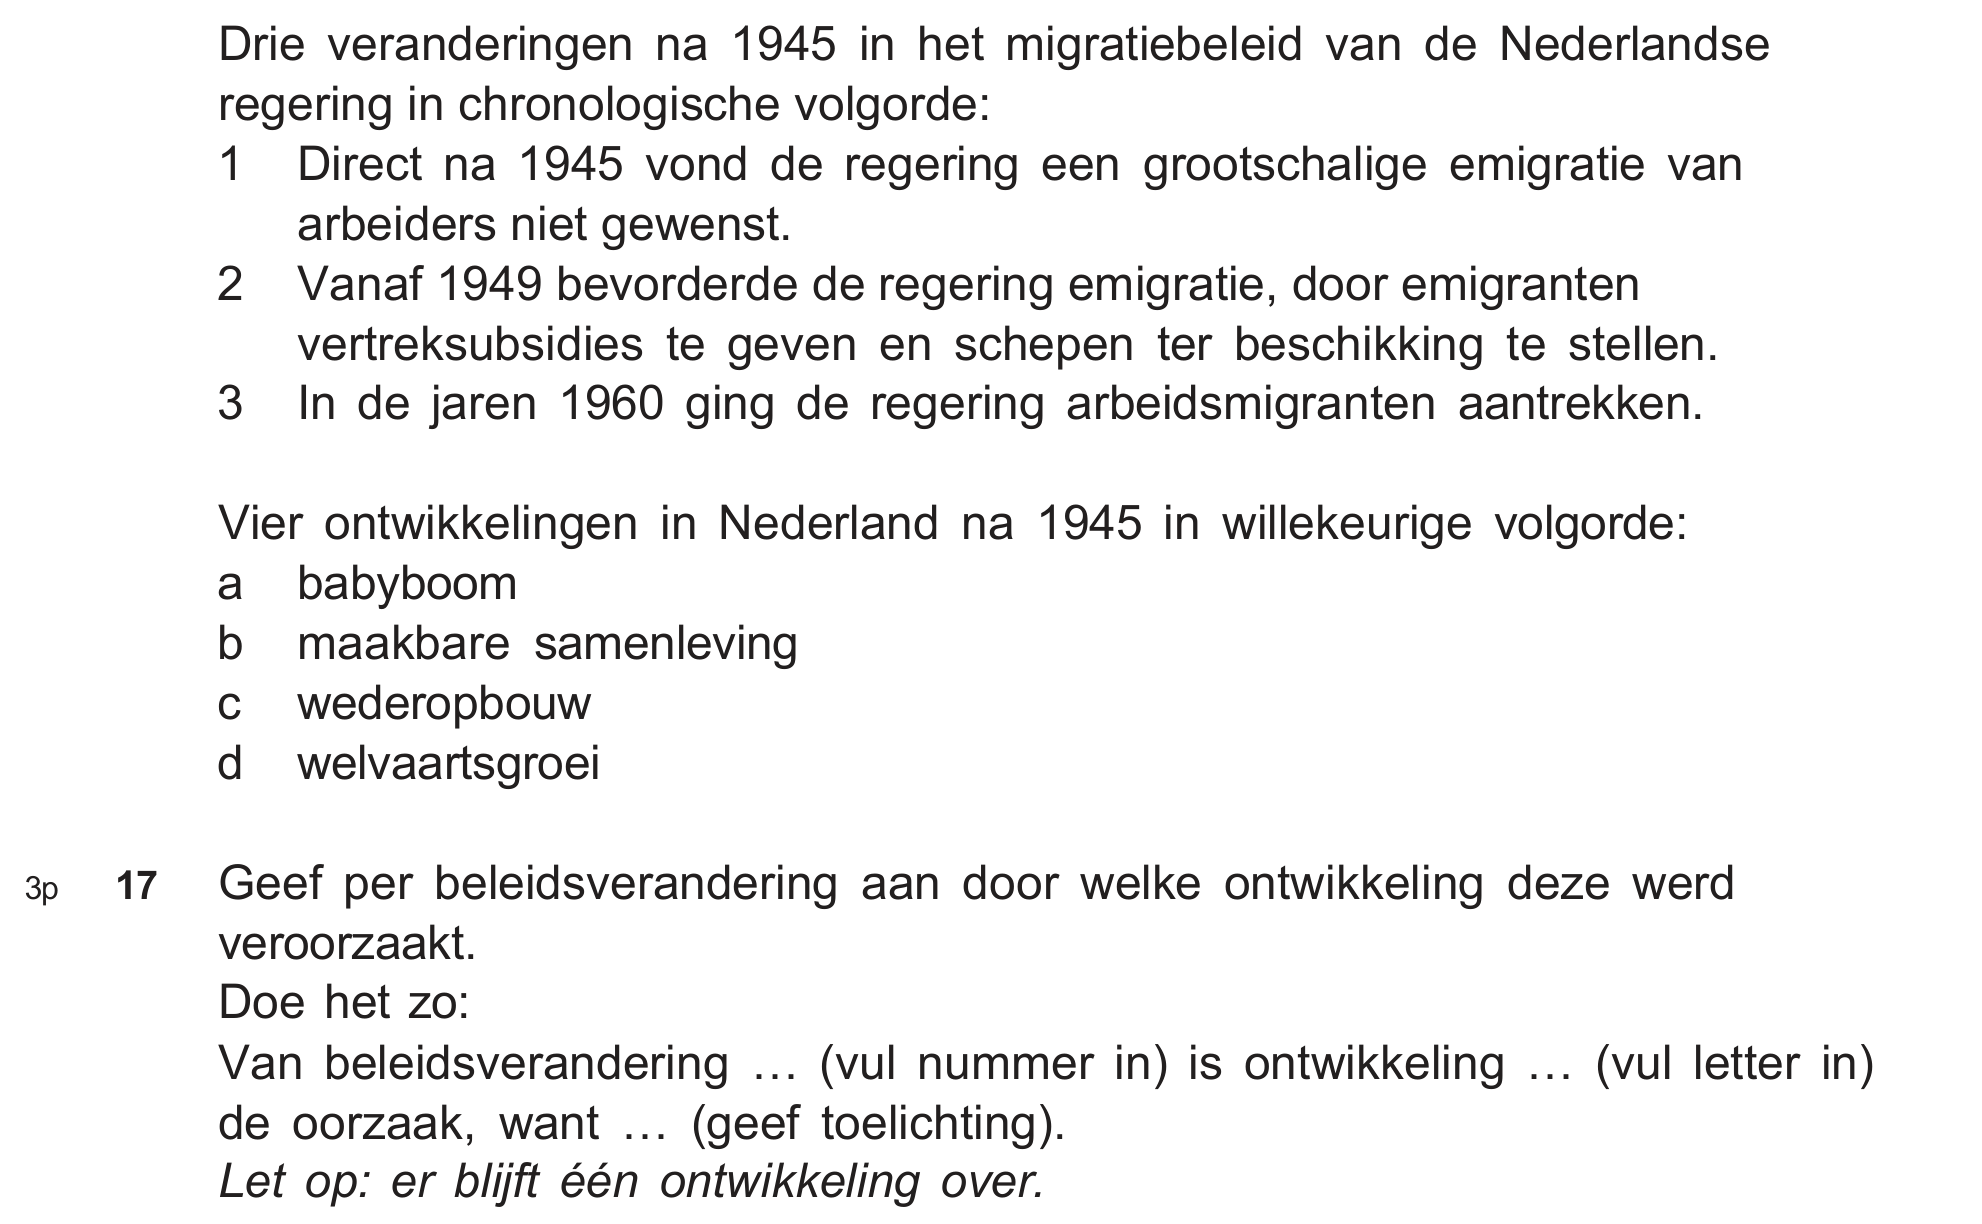 Drie veranderingen na 1945 in het migratiebeleid van de Nederlandse
regering in chronologische volgorde:
1 Direct na 1945 vond de regering een grootschalige emigratie van
arbeiders niet gewenst.
2 Vanaf 1949 bevorderde de regering emigratie, door emigranten
vertreksubsidies te geven en schepen ter beschikking te stellen.
3 In de jaren 1960 ging de regering arbeidsmigranten aantrekken.
Vier ontwikkelingen in Nederland na 1945 in willekeurige volgorde:
a babyboom
b maakbare samenleving
c wederopbouw
d welvaartsgroei
3p 17 Geef per beleidsverandering aan door welke ontwikkeling deze werd
veroorzaakt.
Doe het zo:
Van beleidsverandering … (vul nummer in) is ontwikkeling … (vul letter in)
de oorzaak, want … (geef toelichting).
Let op: er blijft één ontwikkeling over.